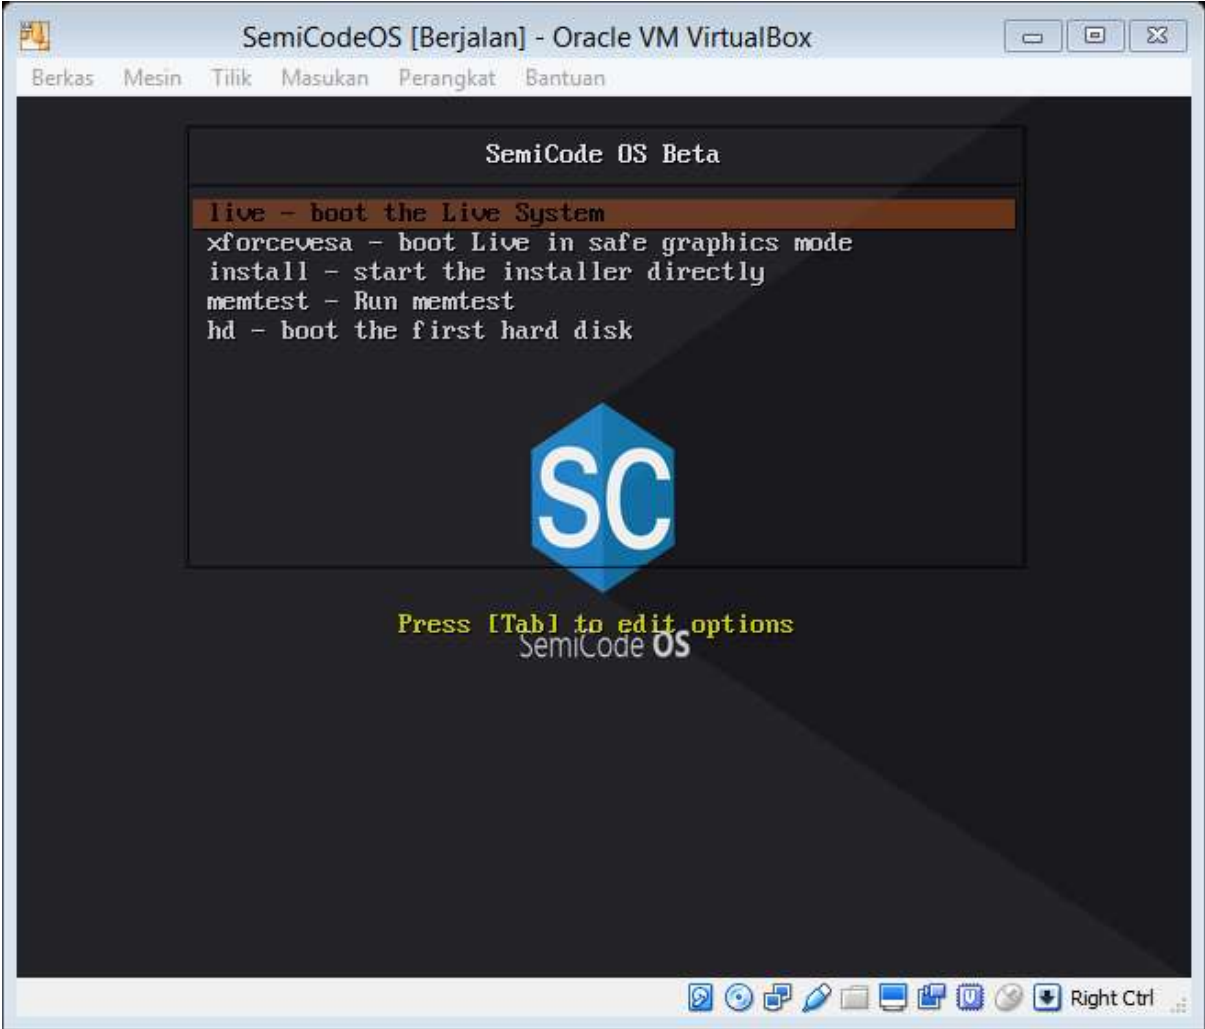 SemiCodeOS [Berjalan] - Oracle VM VirtualBox
Berkas Mesin Tilik Masukan Perangkat Bantuan
SemiCode OS Beta
live - boot the Live System
xforcevesa - boot Live in safe graphics mode
install - start the installer directly
memtest - Run memtest
hd - boot the first hard disk
SC
Press [Tab] to edit options
SemiCode OS
Right Ctrl